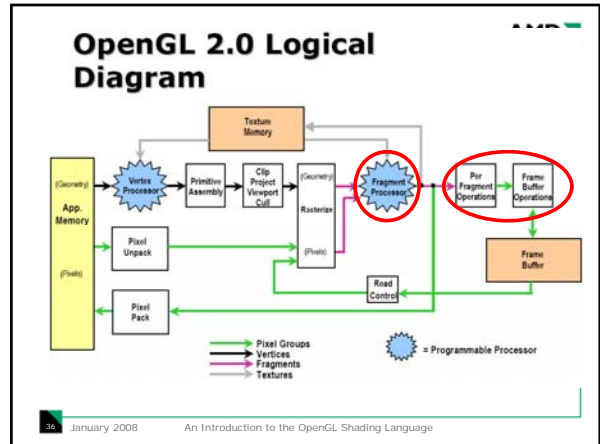 AMD
OpenGL 2.0 Logical
Diagram
Texture
Memory
(Geometry)
App.
Memory
(Pixels)
Vertex
Processor
Primitive
Assembly
Clip
Project
Viewport
Cull
(Geometry)
Rasterize
(Pixels)
Fragment
Processor
Per
Fragment
Operations
Frame
Buffer
Operations
Pixel
Unpack
Frame
Buffer
Read
Control
Pixel
Pack
Pixel Groups
Vertices
Fragments
Textures
= Programmable Processor
36 January 2008 An Introduction to the OpenGL Shading Language